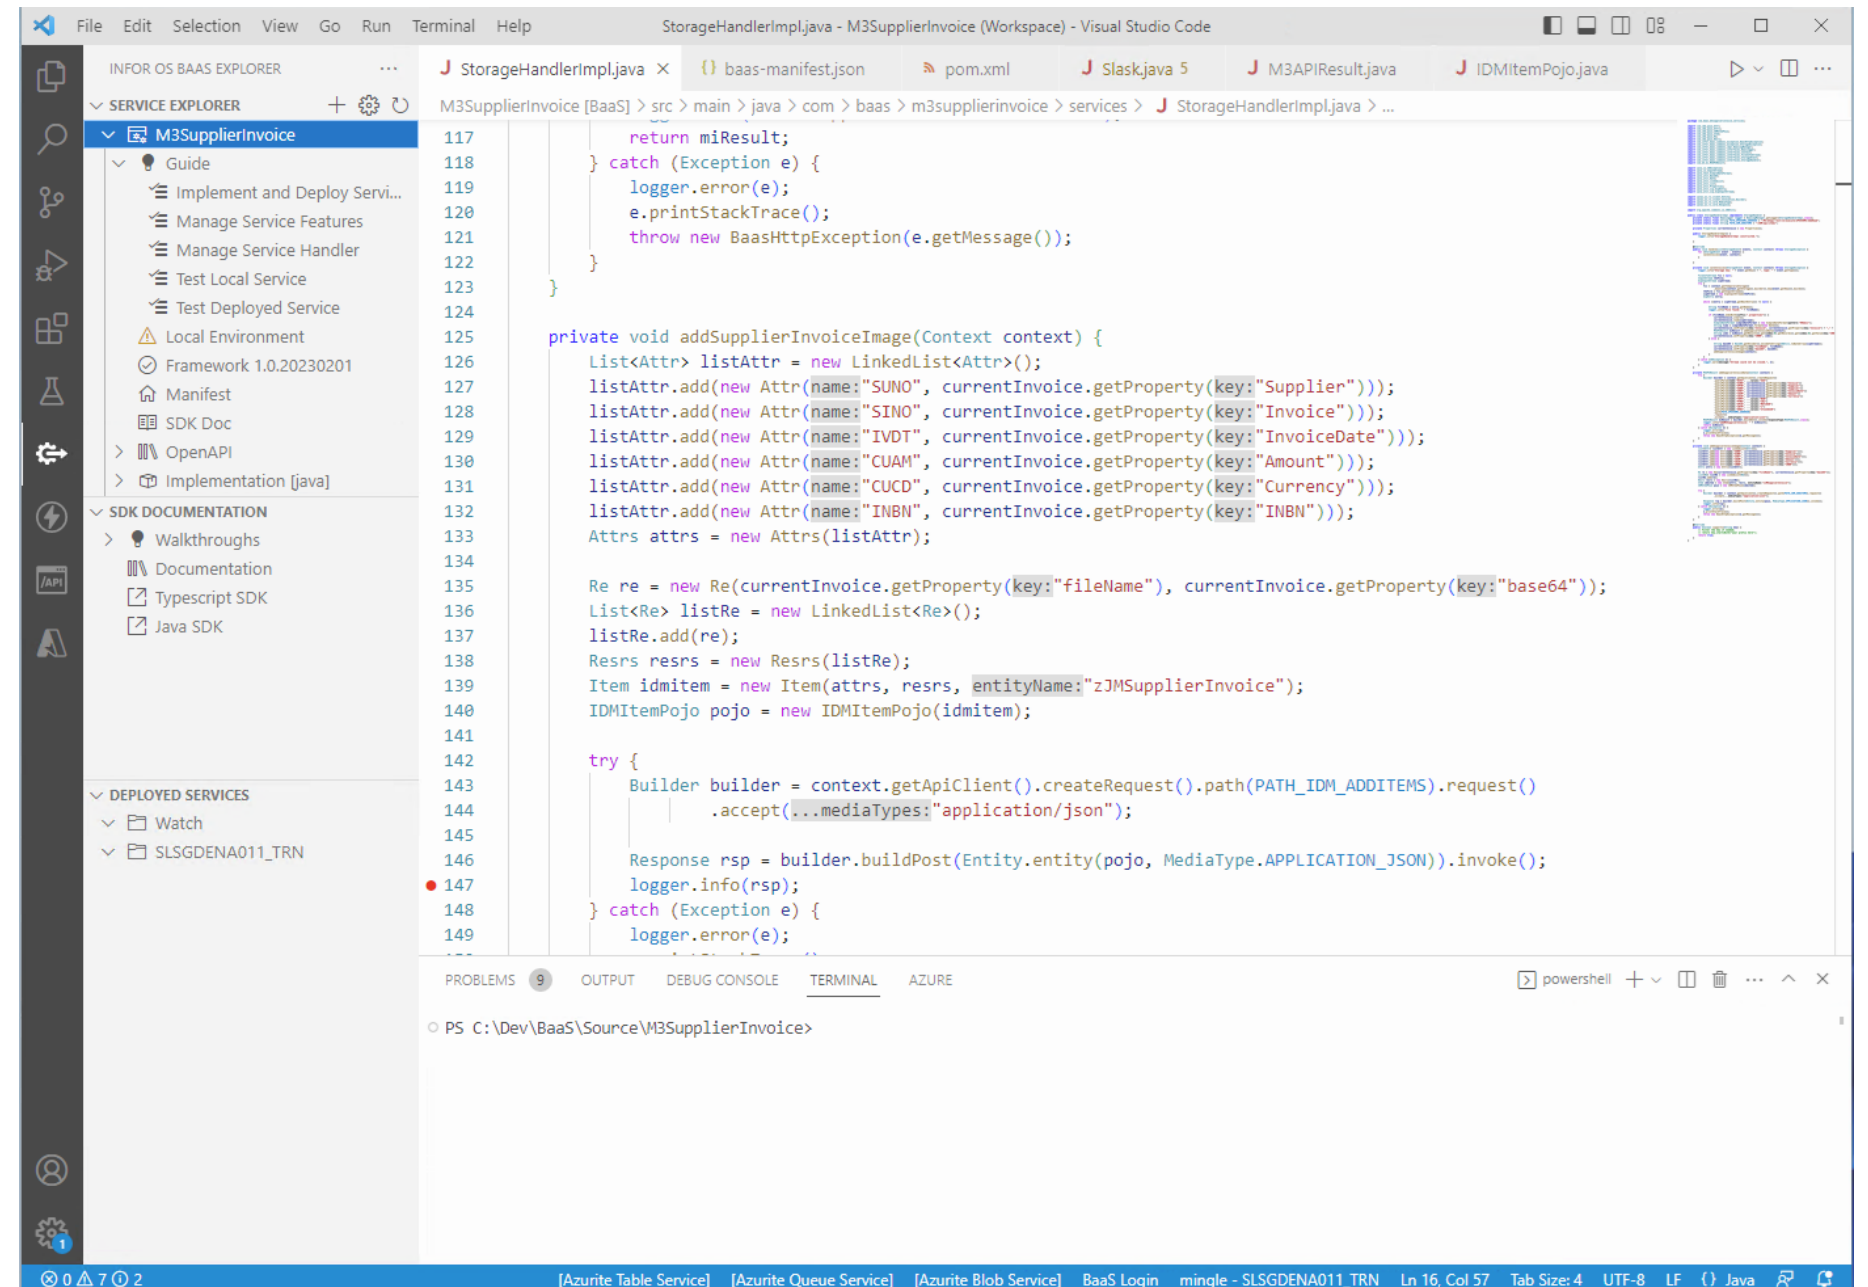 File Edit Selection View Go Run Terminal Help
StorageHandlerImpl.java - M3SupplierInvoice (Workspace) - Visual Studio Code
INFOR OS BAAS EXPLORER
SERVICE EXPLORER
M3SupplierInvoice
Guide
Implement and Deploy Servi...
Manage Service Features
Manage Service Handler
Test Local Service
Test Deployed Service
Local Environment
Framework 1.0.20230201
Manifest
SDK Doc
OpenAPI
Implementation [java]
SDK DOCUMENTATION
Walkthroughs
Documentation
Typescript SDK
Java SDK
DEPLOYED SERVICES
Watch
SLSGDENA011_TRN
/API
1
J StorageHandlerImpl.java {} baas-manifest.json pom.xml J Slask.java 5 J M3APIResult.java J IDMItemPojo.java
M3SupplierInvoice [BaaS] > src > main > java > com > baas > m3supplierinvoice > services > J StorageHandlerImpl.java > ...
117 return miResult;
118 } catch (Exception e) {
119 logger.error(e);
120 e.printStackTrace();
121 throw new BaasHttpException(e.getMessage());
122 }
123 }
124
125 private void addSupplierInvoiceImage(Context context) {
126 List<Attr> listAttr = new LinkedList<Attr>();
127 listAttr.add(new Attr(name:"SUNO", currentInvoice.getProperty(key:"Supplier")));
128 listAttr.add(new Attr(name:"SINO", currentInvoice.getProperty(key:"Invoice")));
129 listAttr.add(new Attr(name:"IVDT", currentInvoice.getProperty(key:"InvoiceDate")));
130 listAttr.add(new Attr(name:"CUAM", currentInvoice.getProperty(key:"Amount")));
131 listAttr.add(new Attr(name:"CUCD", currentInvoice.getProperty(key:"Currency")));
132 listAttr.add(new Attr(name:"INBN", currentInvoice.getProperty(key:"INBN")));
133 Attrs attrs = new Attrs(listAttr);
134
135 Re re = new Re(currentInvoice.getProperty(key:"fileName"), currentInvoice.getProperty(key:"base64"));
136 List<Re> listRe = new LinkedList<Re>();
137 listRe.add(re);
138 Resrs resrs = new Resrs(listRe);
139 Item idmitem = new Item(attrs, resrs, entityName:"zJMSupplierInvoice");
140 IDMItemPojo pojo = new IDMItemPojo(idmitem);
141
142 try {
143 Builder builder = context.getApiClient().createRequest().path(PATH_IDM_ADDITEMS).request()
144 .accept(...mediaTypes:"application/json");
145
146 Response rsp = builder.buildPost(Entity.entity(pojo, MediaType.APPLICATION_JSON)).invoke();
147 logger.info(rsp);
148 } catch (Exception e) {
149 logger.error(e);
PROBLEMS 9 OUTPUT DEBUG CONSOLE TERMINAL AZURE
powershell
PS C:\Dev\BaaS\Source\M3SupplierInvoice>
0 7 2 [Azurite Table Service] [Azurite Queue Service] [Azurite Blob Service] BaaS Login mingle - SLSGDENA011_TRN Ln 16, Col 57 Tab Size: 4 UTF-8 LF {} Java